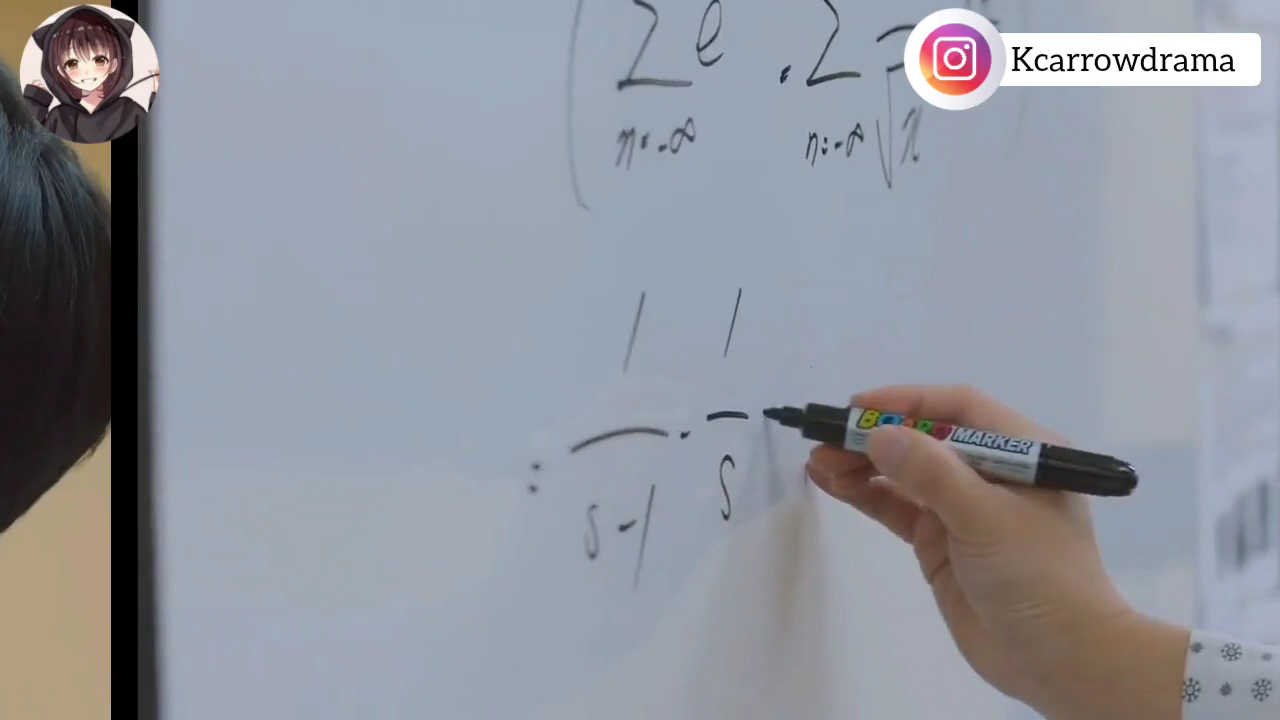 Kcarrowdrama
∑ e . ∑
n=-∞ n=-∞ √x
1 1
= — . —
s-1 s
BOARD MARKER